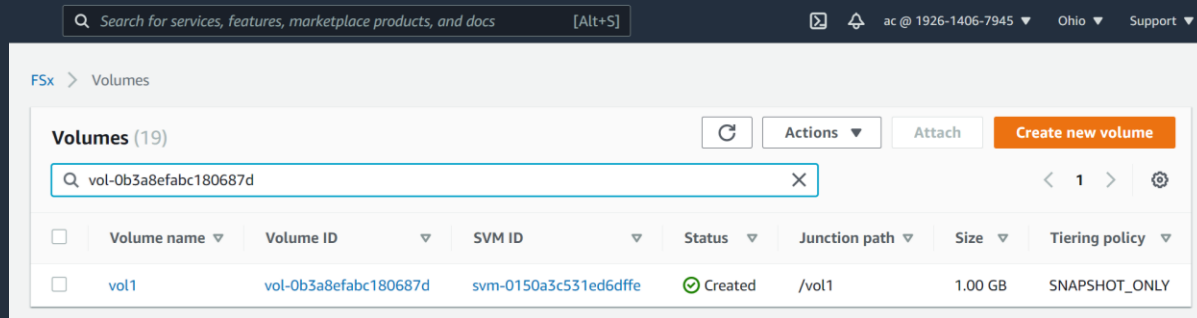 Search for services, features, marketplace products, and docs [Alt+S] ac @ 1926-1406-7945 Ohio Support
FSx > Volumes
Volumes (19) Actions Attach Create new volume
vol-0b3a8efabc180687d 1
Volume name Volume ID SVM ID Status Junction path Size Tiering policy
vol1 vol-0b3a8efabc180687d svm-0150a3c531ed6dffe Created /vol1 1.00 GB SNAPSHOT_ONLY